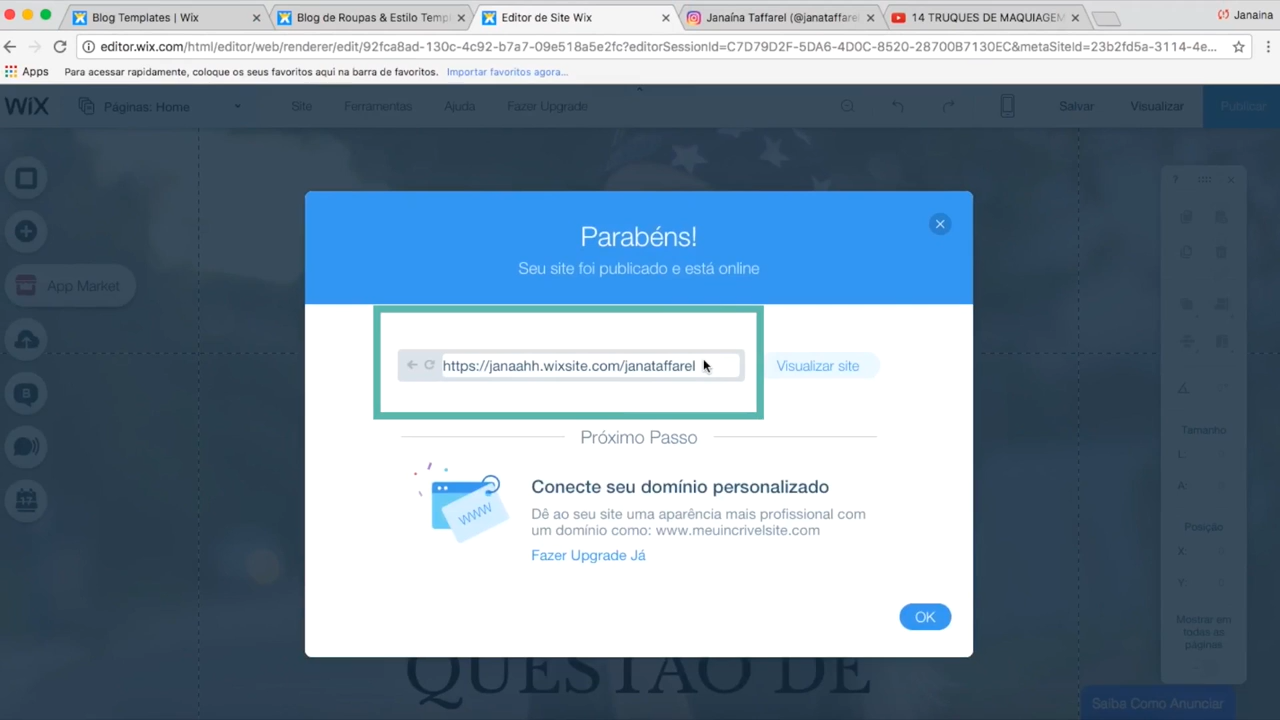 Blog Templates | Wix
Blog de Roupas & Estilo Templ
Editor de Site Wix
Janaína Taffarel (@janataffarel
14 TRUQUES DE MAQUIAGEM
Janaina
editor.wix.com/html/editor/web/renderer/edit/92fca8ad-130c-4c92-b7a7-09e518a5e2fc?editorSessionId=C7D79D2F-5DA6-4D0C-8520-28700B7130EC&metaSiteId=23b2fd5a-3114-4e...
Apps
Para acessar rapidamente, coloque os seus favoritos aqui na barra de favoritos.
Importar favoritos agora...
WiX
Páginas: Home
Site
Ferramentas
Ajuda
Fazer Upgrade
Salvar
Visualizar
Publicar
App Market
Parabéns!
Seu site foi publicado e está online
https://janaahh.wixsite.com/janataffarel
Visualizar site
Próximo Passo
WWW
Conecte seu domínio personalizado
Dê ao seu site uma aparência mais profissional com
um domínio como: www.meuincrivelsite.com
Fazer Upgrade Já
OK
?
Tamanho
L:
A:
Posição
X
Y
Mostrar em
todas as
páginas
QUESTÃO DE
Saiba Como Anunciar